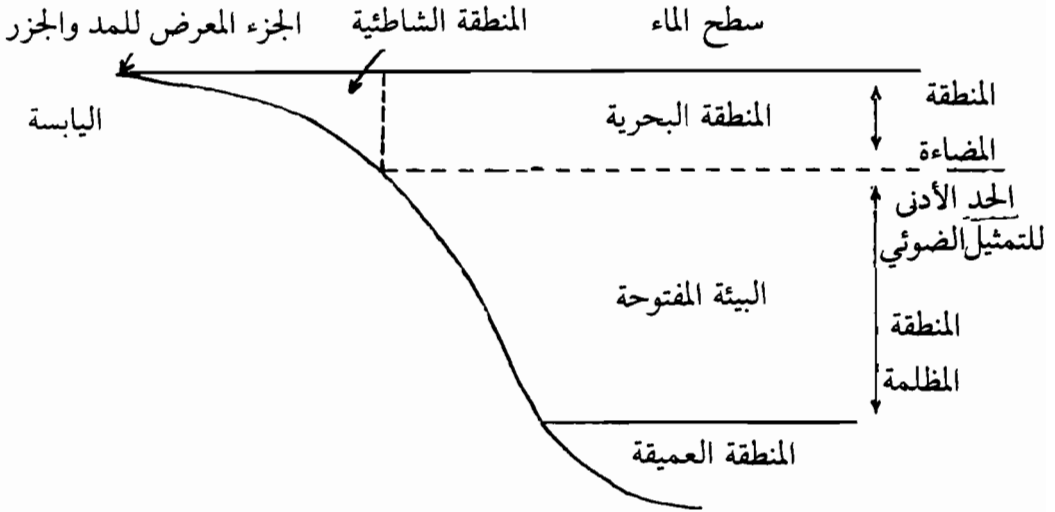 سطح الماء
المنطقة الشاطئية
الجزء المعرض للمد والجزر
المنطقة
المضاءة
المنطقة البحرية
اليابسة
الحد الأدنى
للتمثيل الضوئي
البيئة المفتوحة
المنطقة
المظلمة
المنطقة العميقة